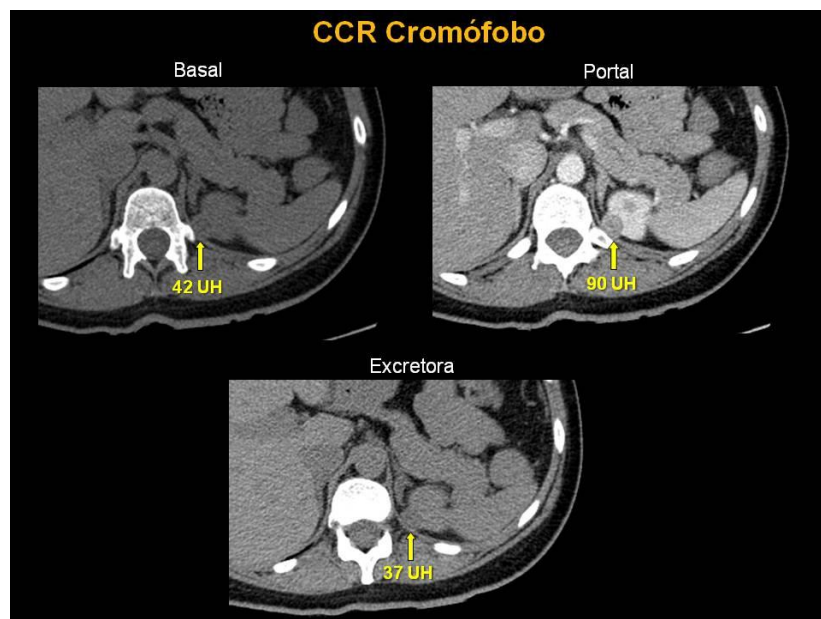 CCR Cromófobo
Basal
Portal
42 UH
90 UH
Excretora
37 UH